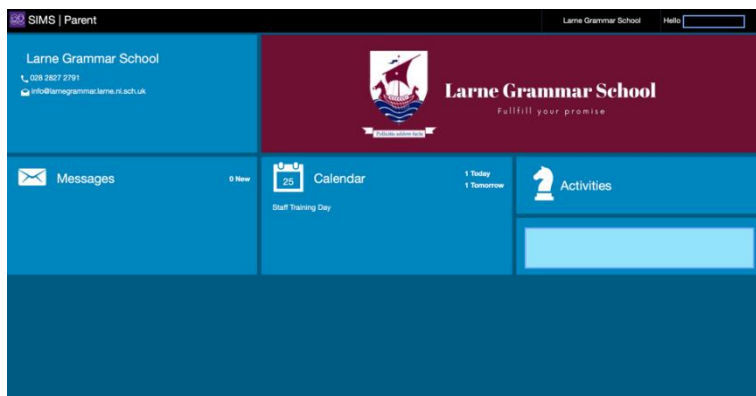 SIMS | Parent
Larne Grammar School
Hello
Larne Grammar School
028 2827 2791
info@larnegrammar.larne.ni.sch.uk
Larne Grammar School
Fullfill your promise
Messages
0 New
25
Calendar
1 Today
1 Tomorrow
Staff Training Day
Activities